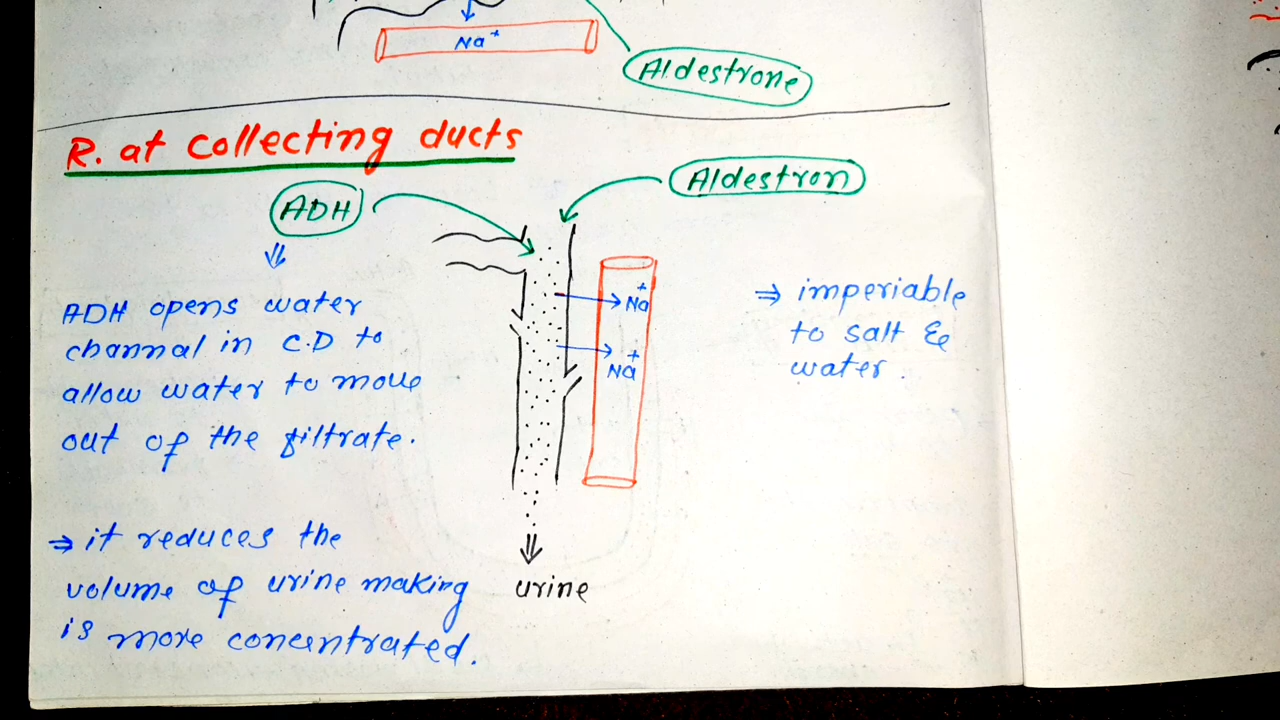 Na+
Aldestrone
R. at collecting ducts
ADH
Aldestron
ADH opens water
channal in C.D to
allow water to move
out of the filtrate.
Na+
Na+
⇒ imperiable
to salt &
water.
⇒ it reduces the
volume of urine making
is more concentrated.
urine